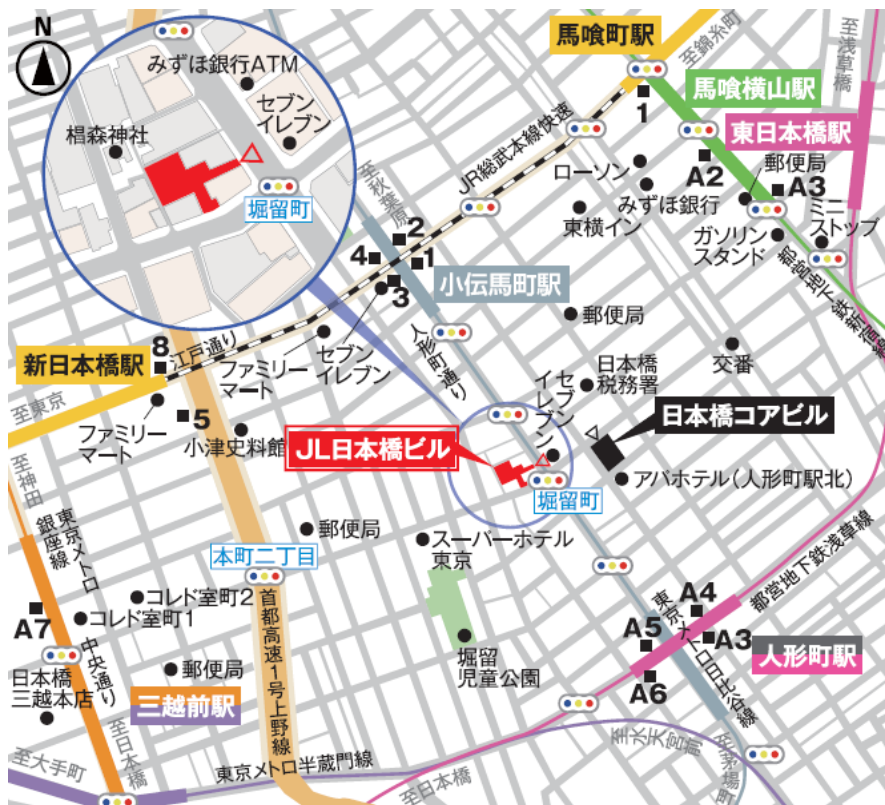 N
みずほ銀行ATM
セブン
イレブン
椙森神社
堀留町
馬喰町駅
至錦糸町
至浅草橋
馬喰横山駅
東日本橋駅
1
JR総武本線快速
ローソン
A2
郵便局
A3
みずほ銀行
東横イン
ガソリン
スタンド
ミニ
ストップ
都営地下鉄新宿線
至秋葉原
2
4
1
3
小伝馬町駅
人形町通り
郵便局
交番
日本橋
税務署
8
江戸通り
ファミリー
マート
セブン
イレブン
新日本橋駅
至東京
ファミリー
マート
5
小津史料館
JL日本橋ビル
セブン
イレブン
日本橋コアビル
アパホテル(人形町駅北)
堀留町
至神田
東京メトロ
銀座線
郵便局
本町二丁目
スーパーホテル
東京
コレド室町2
コレド室町1
A7
中央通り
首都高速1号上野線
堀留
児童公園
日本橋
三越本店
郵便局
三越前駅
至日本橋
至大手町
東京メトロ半蔵門線
至日本橋
A4
A5
A3
A6
人形町駅
都営地下鉄浅草線
東京メトロ日比谷線
至水天宮前